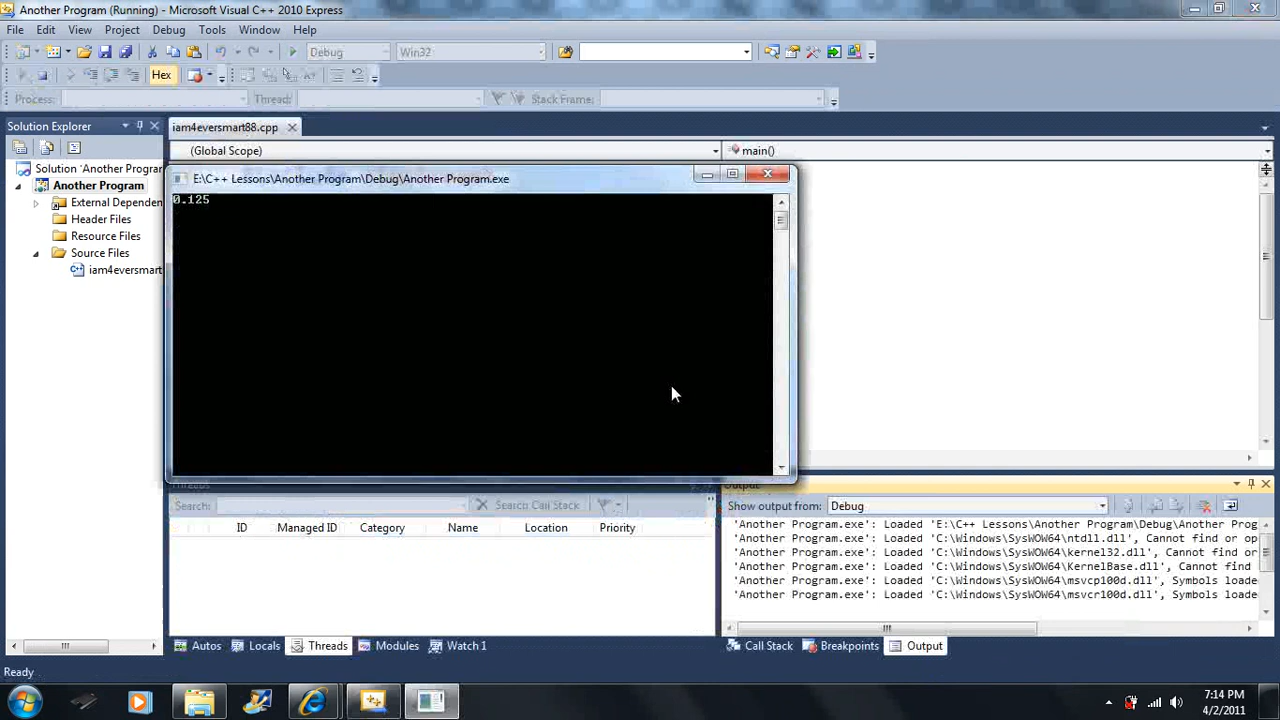 Another Program (Running) - Microsoft Visual C++ 2010 Express
File Edit View Project Debug Tools Window Help
Debug Win32
Hex
Process: Thread: Stack Frame:
Solution Explorer
iam4eversmart88.cpp
(Global Scope) main()
Solution 'Another Program
Another Program
External Dependen
Header Files
Resource Files
Source Files
iam4eversmart
E:\C++ Lessons\Another Program\Debug\Another Program.exe
0.125
Threads
Search: Search Call Stack
ID Managed ID Category Name Location Priority
Output
Show output from: Debug
'Another Program.exe': Loaded 'E:\C++ Lessons\Another Program\Debug\Another Prog
'Another Program.exe': Loaded 'C:\Windows\SysWOW64\ntdll.dll', Cannot find or op
'Another Program.exe': Loaded 'C:\Windows\SysWOW64\kernel32.dll', Cannot find or
'Another Program.exe': Loaded 'C:\Windows\SysWOW64\KernelBase.dll', Cannot find
'Another Program.exe': Loaded 'C:\Windows\SysWOW64\msvcp100d.dll', Symbols loade
'Another Program.exe': Loaded 'C:\Windows\SysWOW64\msvcr100d.dll', Symbols loade
Autos Locals Threads Modules Watch 1
Call Stack Breakpoints Output
Ready
7:14 PM
4/2/2011